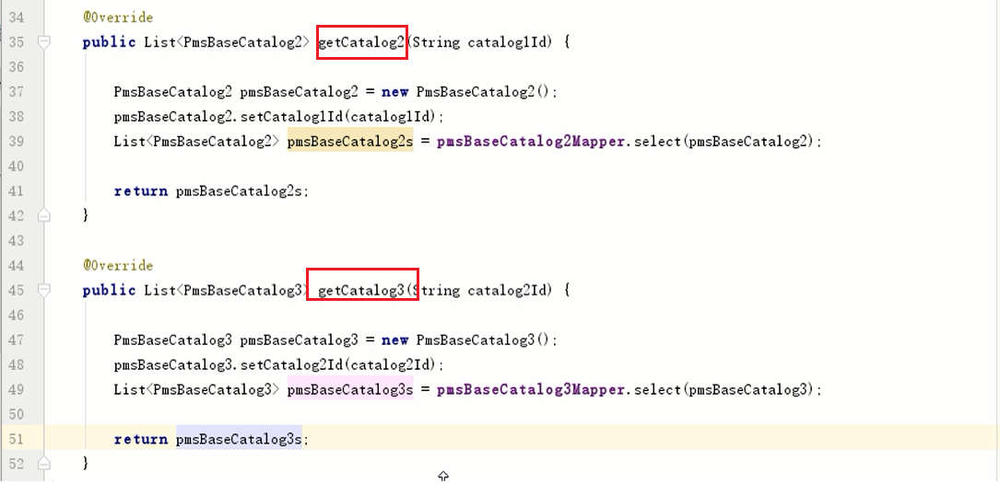 34 @Override
35 public List<PmsBaseCatalog2> getCatalog2(String catalog1Id) {
36
37 PmsBaseCatalog2 pmsBaseCatalog2 = new PmsBaseCatalog2();
38 pmsBaseCatalog2.setCatalog1Id(catalog1Id);
39 List<PmsBaseCatalog2> pmsBaseCatalog2s = pmsBaseCatalog2Mapper.select(pmsBaseCatalog2);
40
41 return pmsBaseCatalog2s;
42 }
43
44 @Override
45 public List<PmsBaseCatalog3> getCatalog3(String catalog2Id) {
46
47 PmsBaseCatalog3 pmsBaseCatalog3 = new PmsBaseCatalog3();
48 pmsBaseCatalog3.setCatalog2Id(catalog2Id);
49 List<PmsBaseCatalog3> pmsBaseCatalog3s = pmsBaseCatalog3Mapper.select(pmsBaseCatalog3);
50
51 return pmsBaseCatalog3s;
52 }